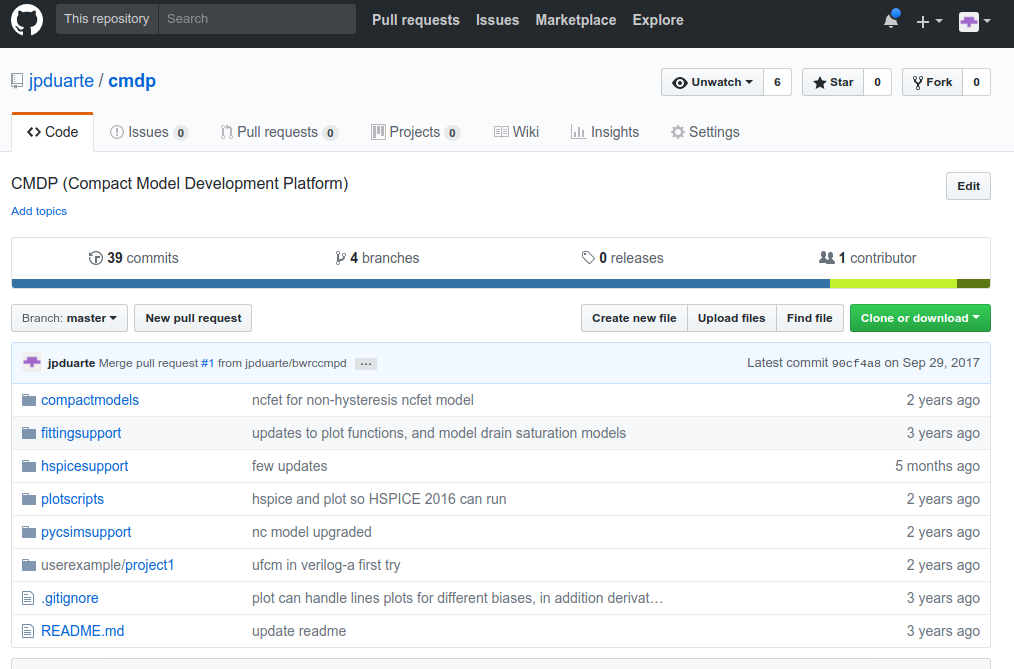 This repository Search Pull requests Issues Marketplace Explore
jpduarte / cmdp Unwatch 6 Star 0 Fork 0
Code Issues 0 Pull requests 0 Projects 0 Wiki Insights Settings
CMDP (Compact Model Development Platform) Edit
Add topics
39 commits 4 branches 0 releases 1 contributor
Branch: master New pull request Create new file Upload files Find file Clone or download
jpduarte Merge pull request #1 from jpduarte/bwrccmpd ... Latest commit 90cf4a8 on Sep 29, 2017
compactmodels ncfet for non-hysteresis ncfet model 2 years ago
fittingsupport updates to plot functions, and model drain saturation models 3 years ago
hspicesupport few updates 5 months ago
plotscripts hspice and plot so HSPICE 2016 can run 2 years ago
pycsimsupport nc model upgraded 2 years ago
userexample/project1 ufcm in verilog-a first try 2 years ago
.gitignore plot can handle lines plots for different biases, in addition derivat… 3 years ago
README.md update readme 3 years ago